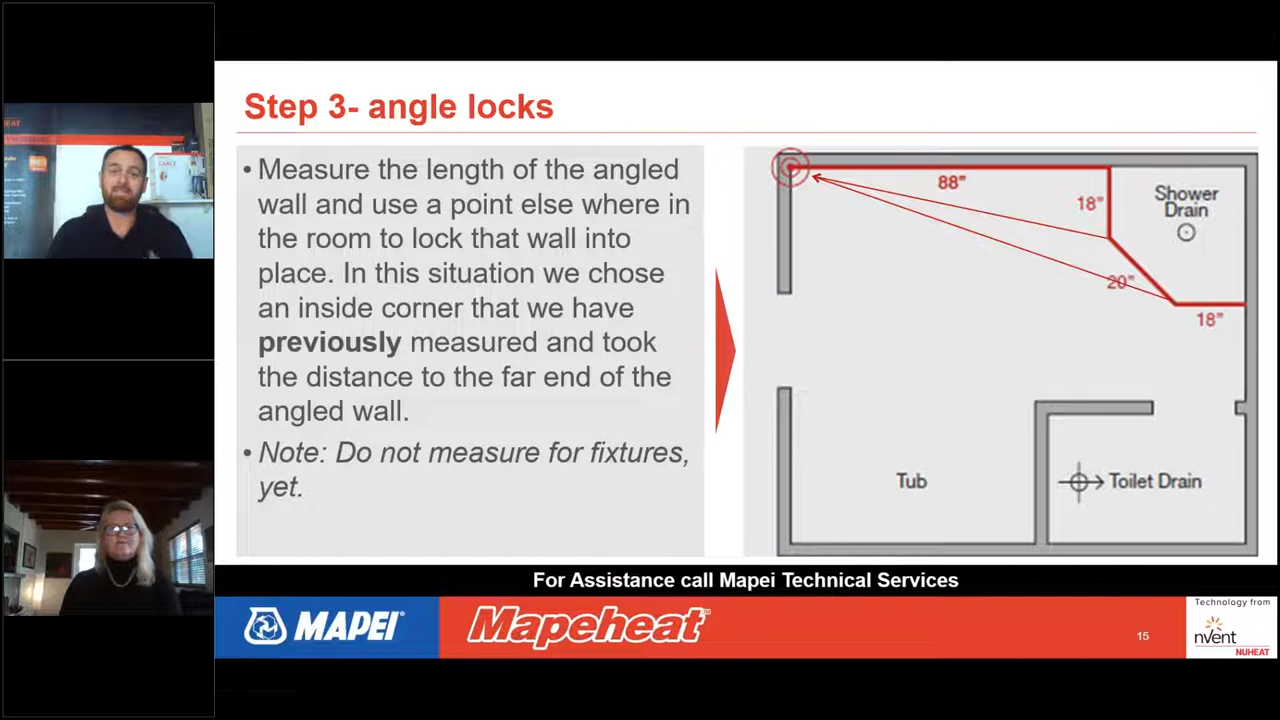 Step 3- angle locks
• Measure the length of the angled
wall and use a point else where in
the room to lock that wall into
place. In this situation we chose
an inside corner that we have
previously measured and took
the distance to the far end of the
angled wall.
• Note: Do not measure for fixtures,
yet.
88"
18"
Shower
Drain
20"
18"
Tub
Toilet Drain
For Assistance call Mapei Technical Services
MAPEI®
Mapeheat™
15
Technology from
nVent
NUHEAT
CABLE